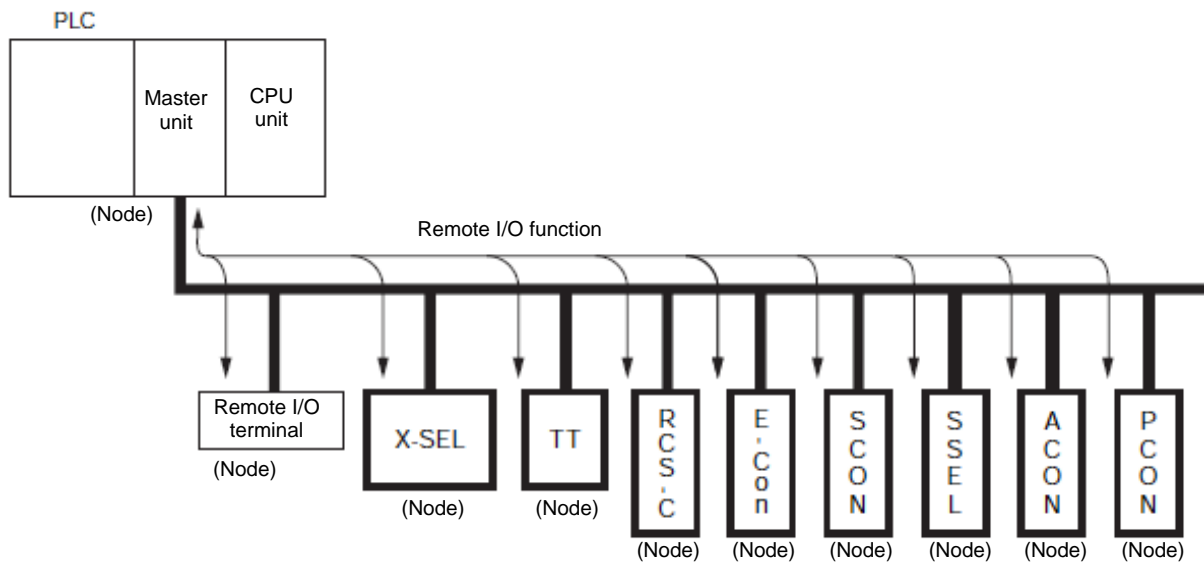 PLC
Master
unit
CPU
unit
(Node)
Remote I/O function
Remote I/O
terminal
(Node)
X-SEL
(Node)
TT
(Node)
RCS-C
(Node)
E-Con
(Node)
SCON
(Node)
SSEL
(Node)
ACON
(Node)
PCON
(Node)